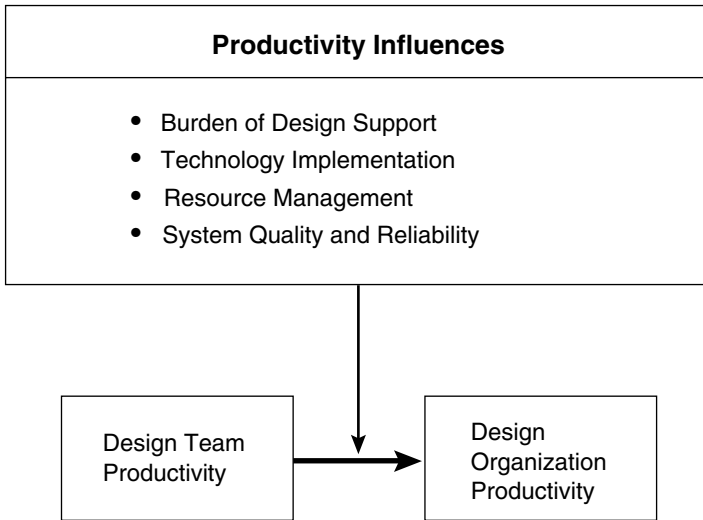 Productivity Influences
• Burden of Design Support
• Technology Implementation
• Resource Management
• System Quality and Reliability
Design Team
Productivity
Design
Organization
Productivity